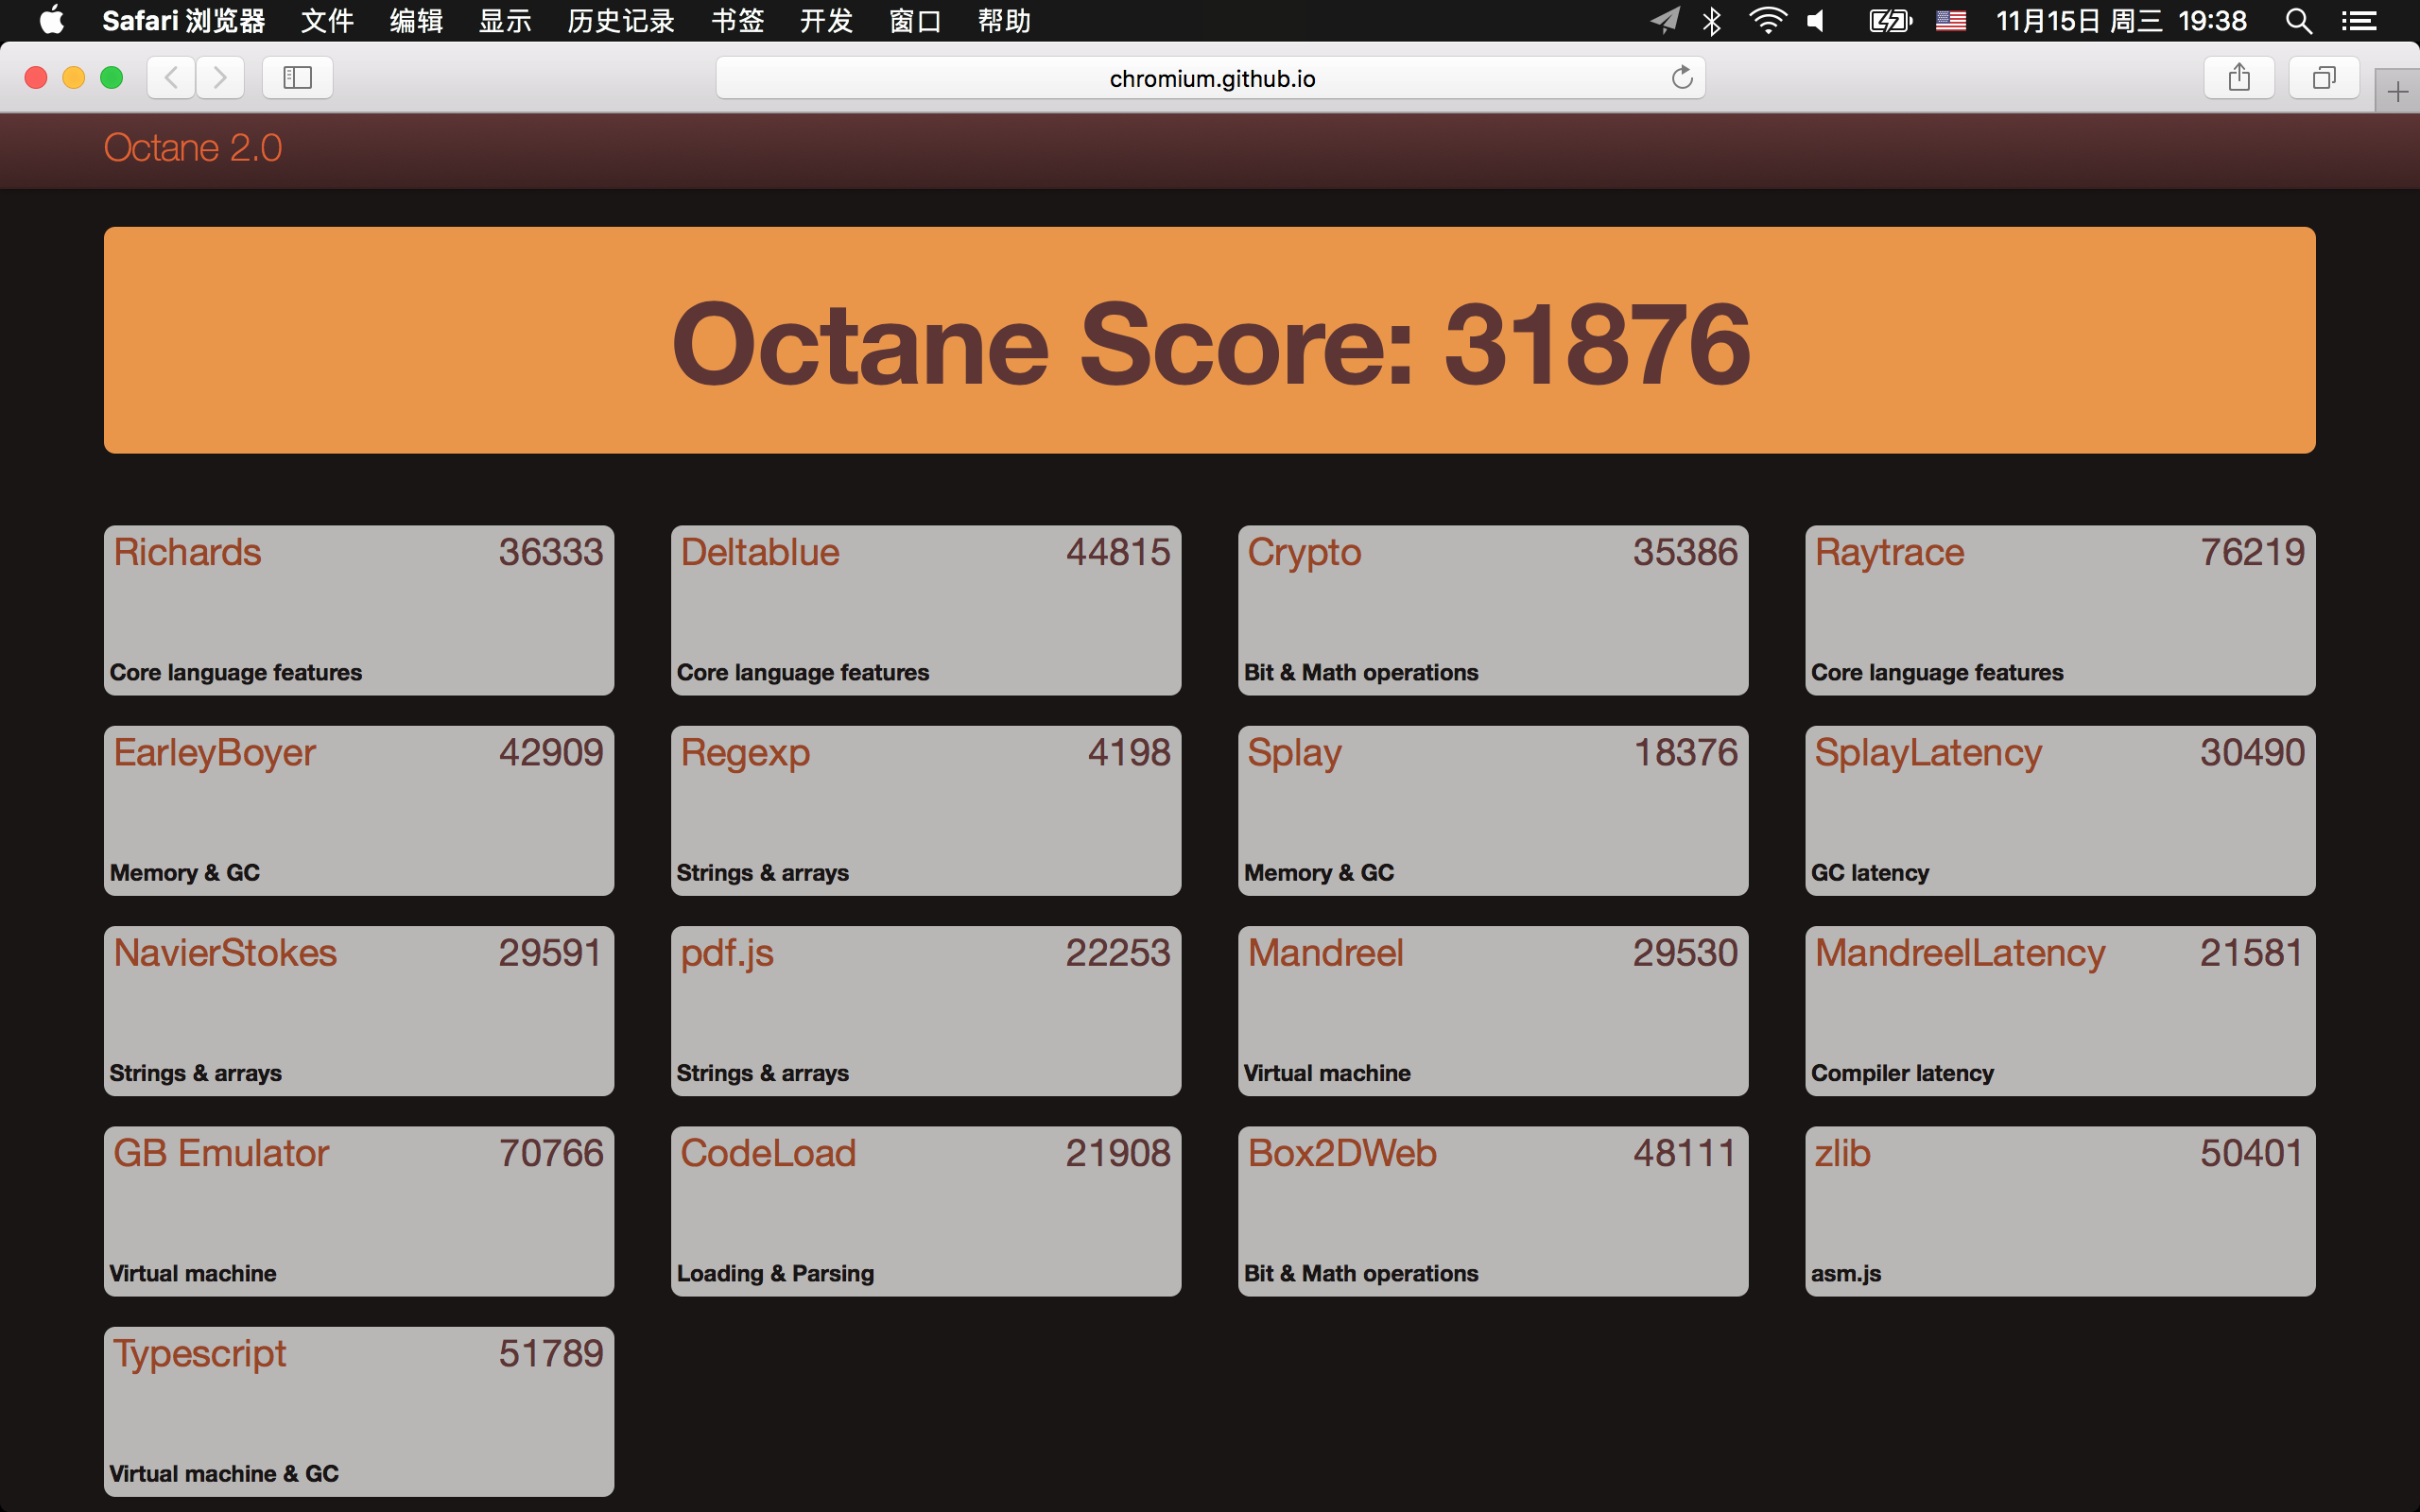 Safari 浏览器 文件 编辑 显示 历史记录 书签 开发 窗口 帮助 11月15日 周三 19:38
chromium.github.io
Octane 2.0
Octane Score: 31876
Richards 36333
Core language features
Deltablue 44815
Core language features
Crypto 35386
Bit & Math operations
Raytrace 76219
Core language features
EarleyBoyer 42909
Memory & GC
Regexp 4198
Strings & arrays
Splay 18376
Memory & GC
SplayLatency 30490
GC latency
NavierStokes 29591
Strings & arrays
pdf.js 22253
Strings & arrays
Mandreel 29530
Virtual machine
MandreelLatency 21581
Compiler latency
GB Emulator 70766
Virtual machine
CodeLoad 21908
Loading & Parsing
Box2DWeb 48111
Bit & Math operations
zlib 50401
asm.js
Typescript 51789
Virtual machine & GC